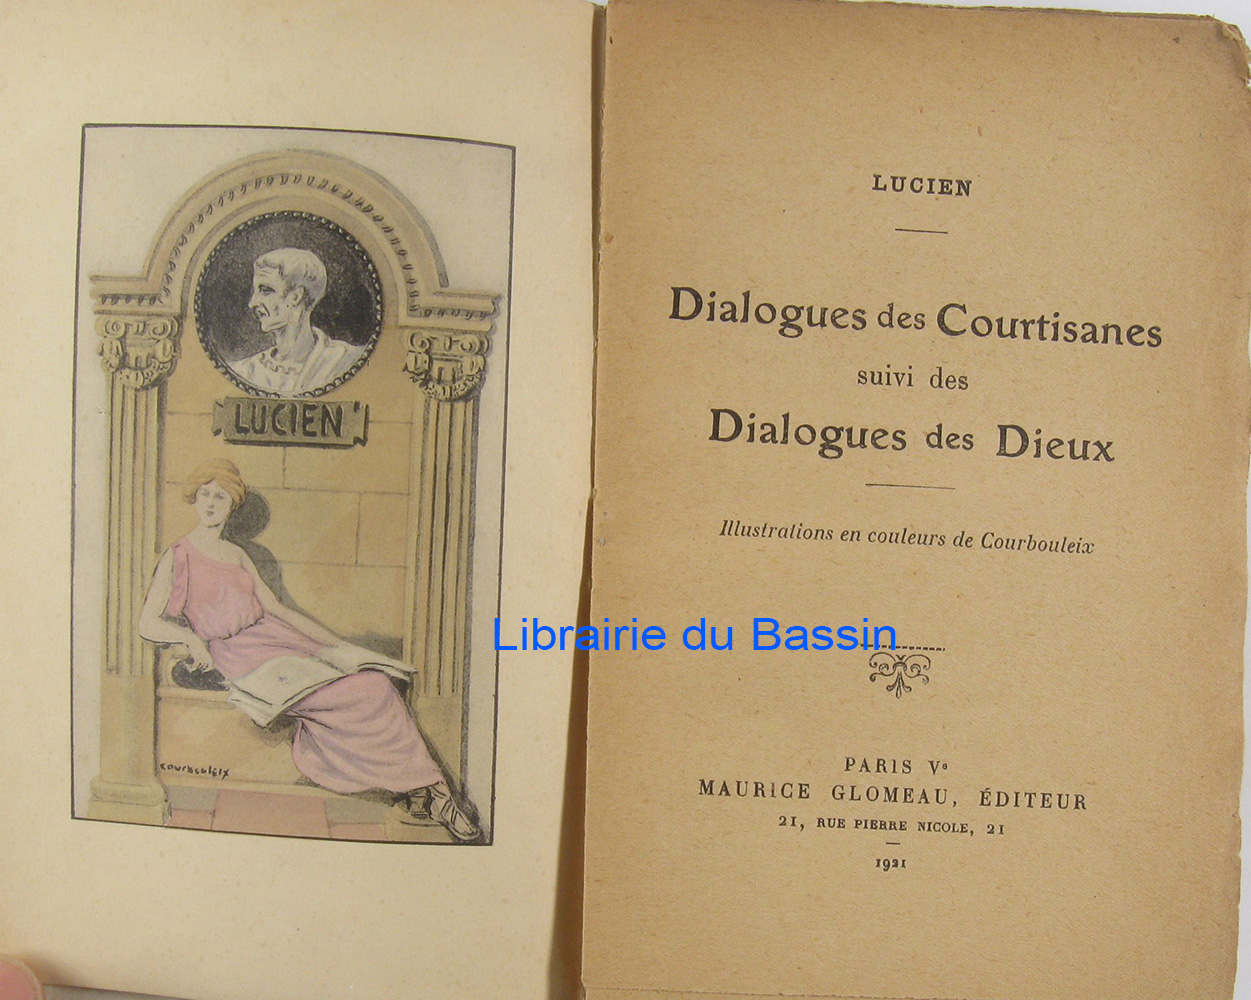 LUCIEN
courbouleix
LUCIEN
Dialogues des Courtisanes
suivi des
Dialogues des Dieux
Illustrations en couleurs de Courbouleix
Librairie du Bassin
PARIS Ve
MAURICE GLOMEAU, ÉDITEUR
21, RUE PIERRE NICOLE, 21
1921